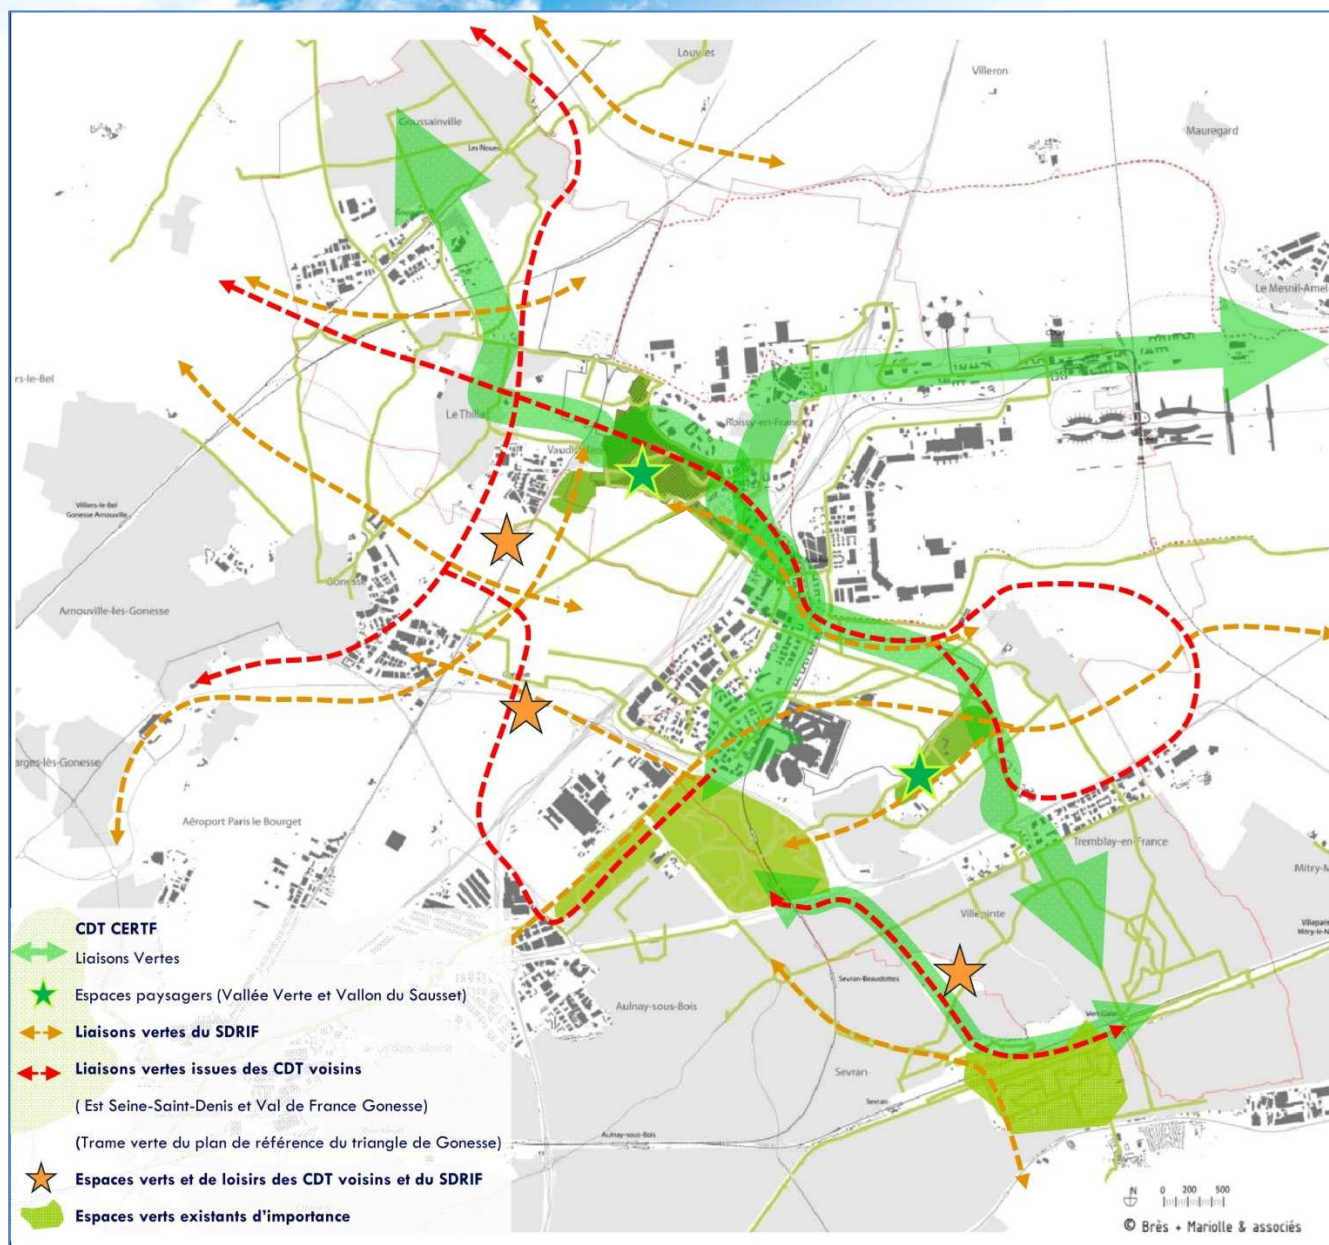 Louvres
Villeron
Goussainville
Mauregard
Les Noues
Le Mesnil-Amel
rs-le-Bel
Le Thilla
Roissy-en-France
Villiers-le-Bel
Gonesse Arnouville
Gonesse
Arnouville-lès-Gonesse
arges-lès-Gonesse
?
Aéroport Paris le Bourget
Tremblay-en-France
Mitry-M
Villeparis
Mitry-le-N
Villepinte
Sevran-Beaudottes
Aulnay-sous-Bois
Vert Galant
Sevran
Sevran
Aulnay-sous-Bois
CDT CERTF
Liaisons Vertes
Espaces paysagers (Vallée Verte et Vallon du Sausset)
Liaisons vertes du SDRIF
Liaisons vertes issues des CDT voisins
( Est Seine-Saint-Denis et Val de France Gonesse)
(Trame verte du plan de référence du triangle de Gonesse)
Espaces verts et de loisirs des CDT voisins et du SDRIF
Espaces verts existants d'importance
N
0 200 500
© Brès + Mariolle & associés